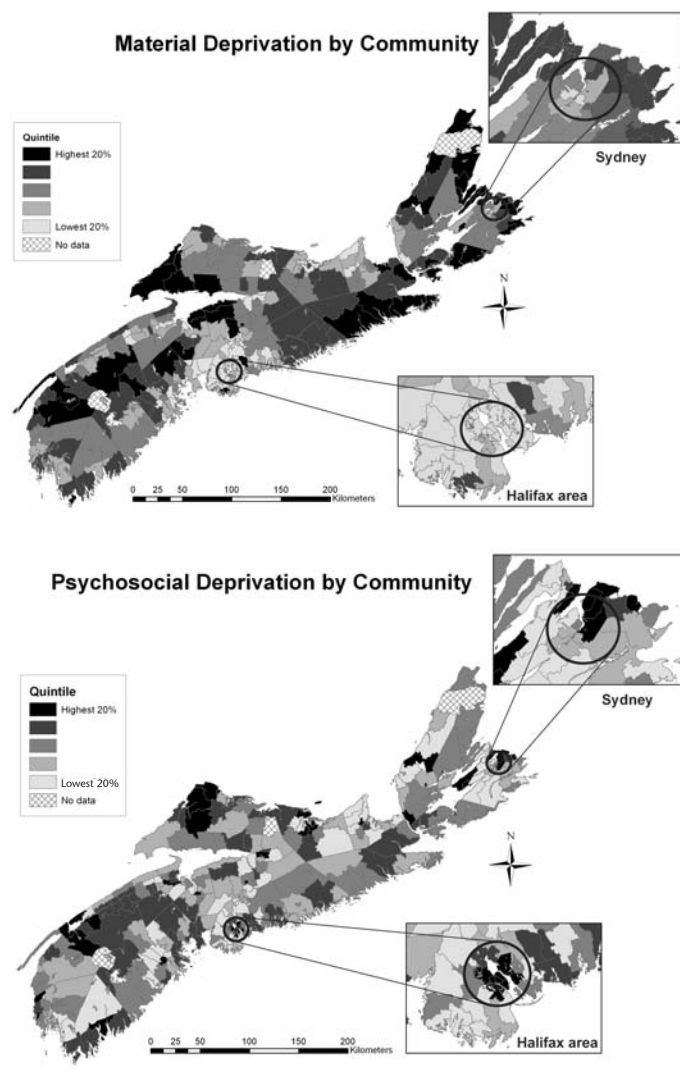 Material Deprivation by Community
Sydney
Quintile
Highest 20%
Lowest 20%
No data
N
Halifax area
0 25 50 100 150 200
Kilometers
Psychosocial Deprivation by Community
Sydney
Quintile
Highest 20%
Lowest 20%
No data
N
Halifax area
0 25 50 100 150 200
Kilometers